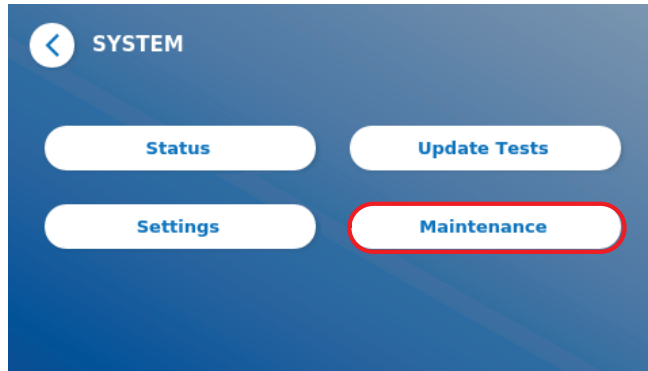 SYSTEM
Status
Update Tests
Settings
Maintenance